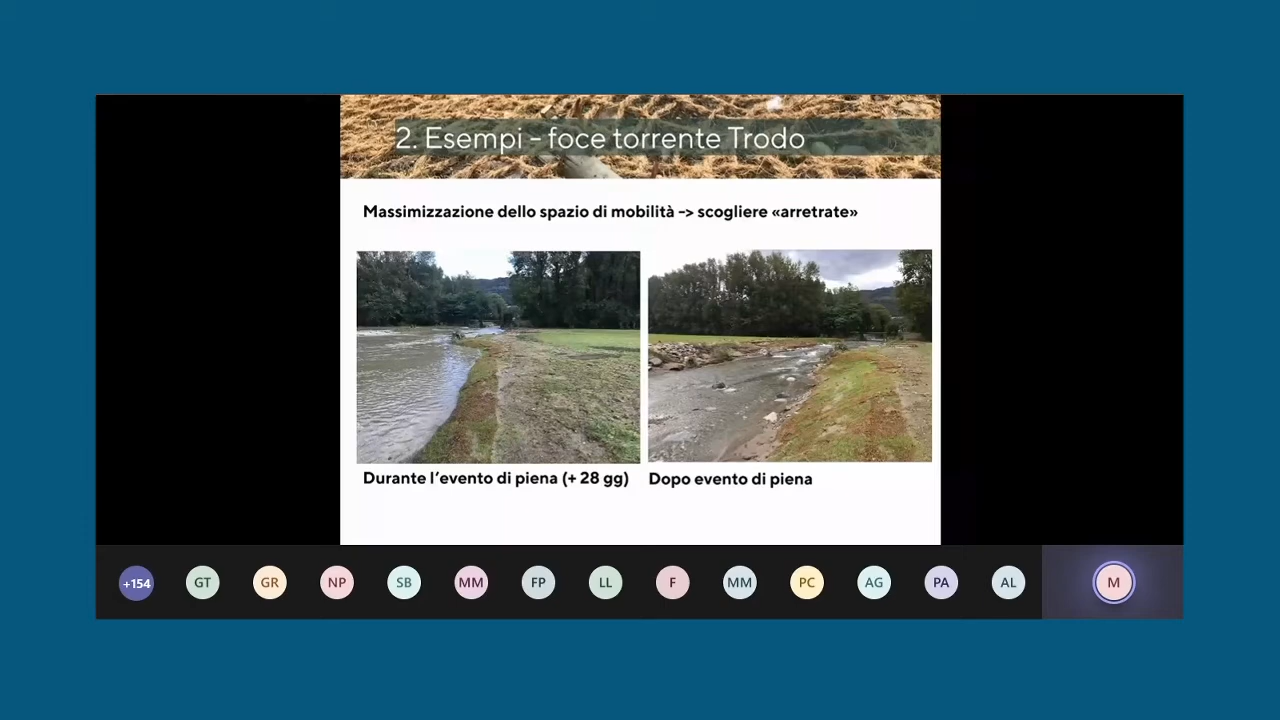 2. Esempi - foce torrente Trodo
Massimizzazione dello spazio di mobilità -> scogliere «arretrate»
Durante l'evento di piena (+ 28 gg)
Dopo evento di piena
+154 GT GR NP SB MM FP LL F MM PC AG PA AL M